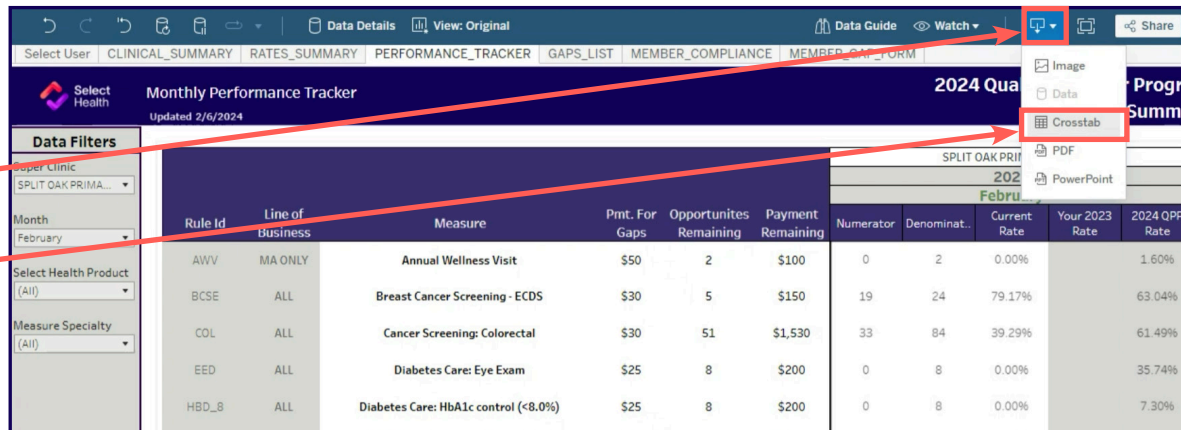 Data Details View: Original Data Guide Watch Share
Select User CLINICAL_SUMMARY RATES_SUMMARY PERFORMANCE_TRACKER GAPS_LIST MEMBER_COMPLIANCE
Select Health
Monthly Performance Tracker
Updated 2/6/2024
2024 Qua
Progr
Summ
Image
Data
Crosstab
PDF
PowerPoint
Data Filters
Super Clinic
SPLIT OAK PRIMA...
Month
February
Select Health Product
(All)
Measure Specialty
(All)
SPLIT OAK PRI
202
Rule Id Line of Business Measure Pmt. For Gaps Opportunites Remaining Payment Remaining Numerator Denominat.. Current Rate Your 2023 Rate 2024 QPP Rate
AWV MA ONLY Annual Wellness Visit $50 2 $100 0 2 0.00% 1.60%
BCSE ALL Breast Cancer Screening - ECDS $30 5 $150 19 24 79.17% 63.04%
COL ALL Cancer Screening: Colorectal $30 51 $1,530 33 84 39.29% 61.49%
EED ALL Diabetes Care: Eye Exam $25 8 $200 0 8 0.00% 35.74%
HBD_8 ALL Diabetes Care: HbA1c control (<8.0%) $25 8 $200 0 8 0.00% 7.30%